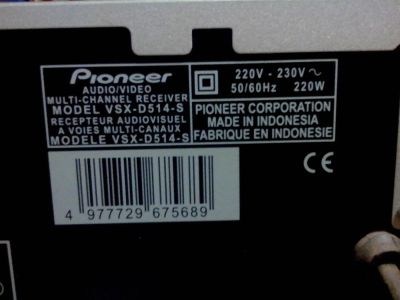 Pioneer
AUDIO/VIDEO
MULTI-CHANNEL RECEIVER
MODEL VSX-D514-S
RECEPTEUR AUDIOVISUEL
A VOIES MULTI-CANAUX
MODELE VSX-D514-S
220V - 230V ~
50/60Hz 220W
PIONEER CORPORATION
MADE IN INDONESIA
FABRIQUE EN INDONESIE
CE
4 977729 675689